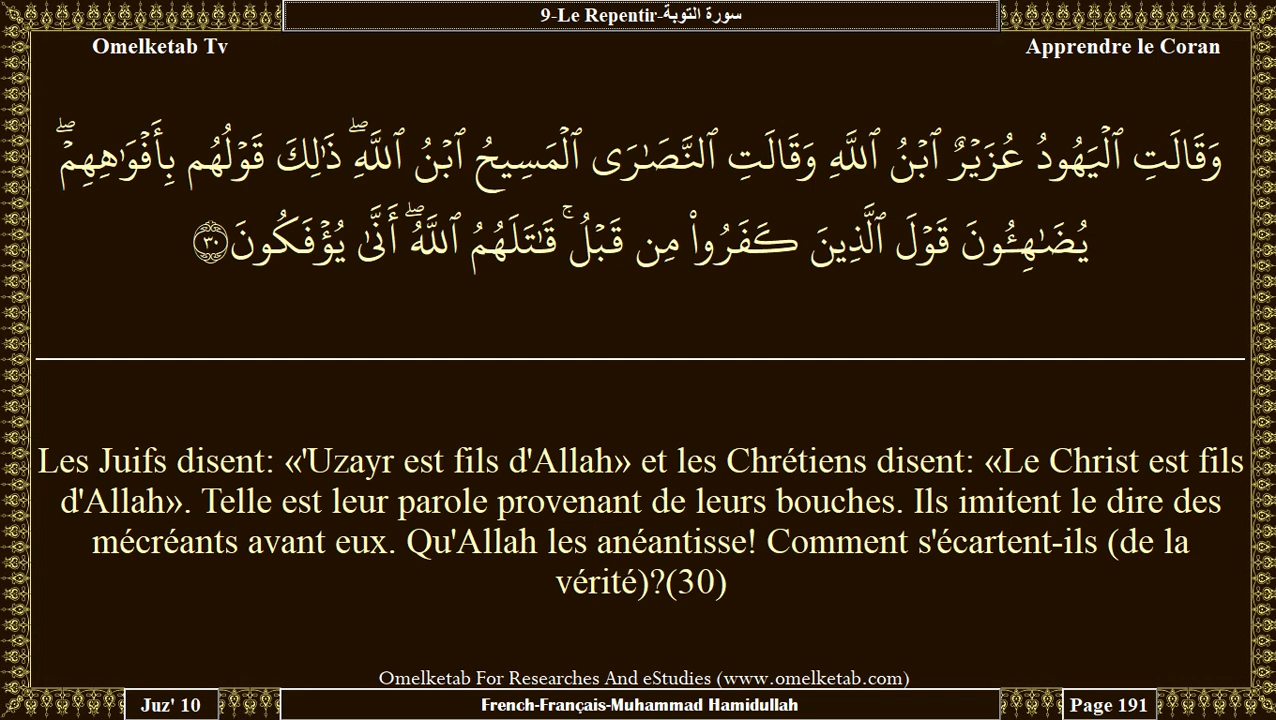 9-Le Repentir-سورة التوبة
Omelketab Tv
Apprendre le Coran
وَقَالَتِ ٱلۡيَهُودُ عُزَيۡرٌ ٱبۡنُ ٱللَّهِ وَقَالَتِ ٱلنَّصَٰرَى ٱلۡمَسِيحُ ٱبۡنُ ٱللَّهِۖ ذَٰلِكَ قَوۡلُهُم بِأَفۡوَٰهِهِمۡۖ
يُضَٰهِـُٔونَ قَوۡلَ ٱلَّذِينَ كَفَرُواْ مِن قَبۡلُۚ قَٰتَلَهُمُ ٱللَّهُۖ أَنَّىٰ يُؤۡفَكُونَ ٣٠
Les Juifs disent: «'Uzayr est fils d'Allah» et les Chrétiens disent: «Le Christ est fils
d'Allah». Telle est leur parole provenant de leurs bouches. Ils imitent le dire des
mécréants avant eux. Qu'Allah les anéantisse! Comment s'écartent-ils (de la
vérité)?(30)
Omelketab For Researches And eStudies (www.omelketab.com)
Juz' 10
French-Français-Muhammad Hamidullah
Page 191